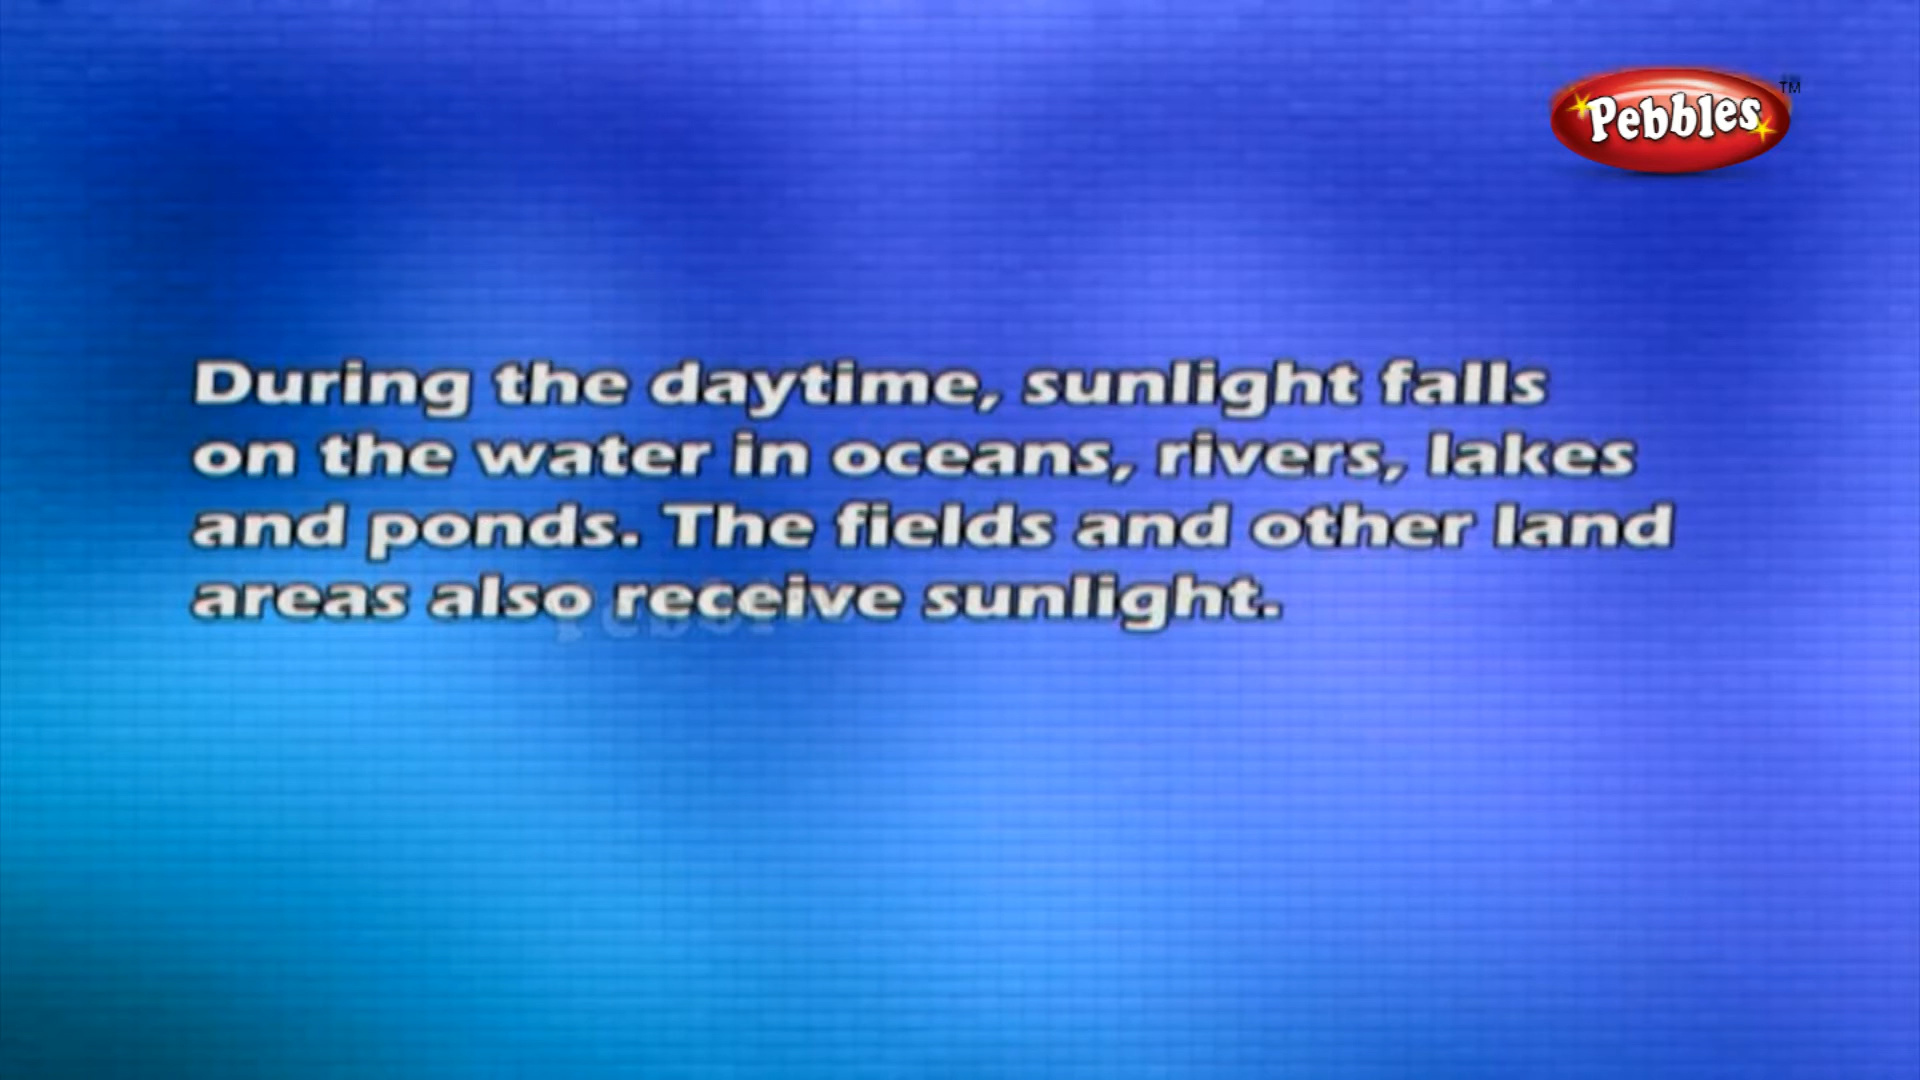 Pebbles TM
During the daytime, sunlight falls
on the water in oceans, rivers, lakes
and ponds. The fields and other land
areas also receive sunlight.
Pebbles